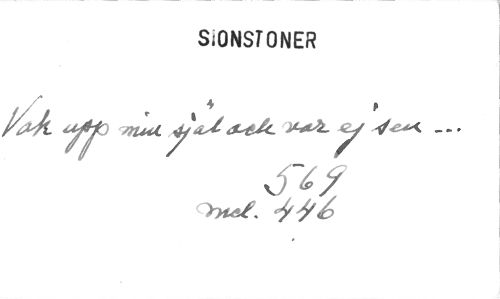 SIONSTONER
Vak upp min själ och var ej sen ...
569
mel. 446